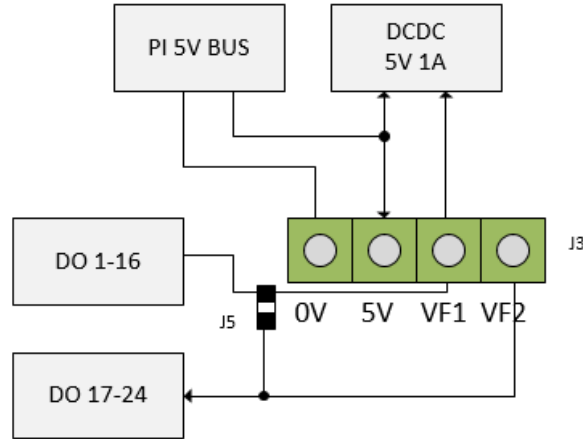 PI 5V BUS
DCDC
5V 1A
J3
DO 1-16
J5
0V 5V VF1 VF2
DO 17-24